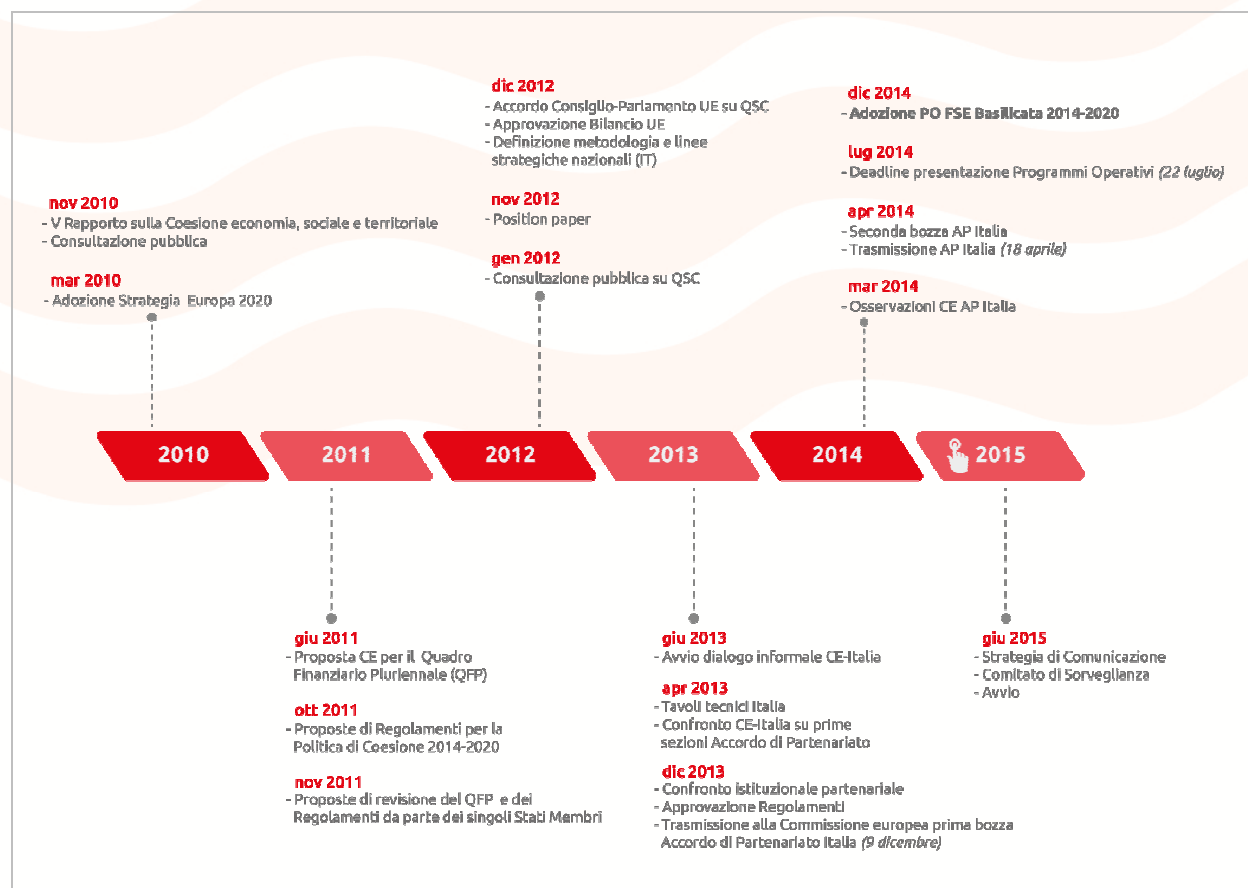 dic 2012
- Accordo Consiglio-Parlamento UE su QSC
- Approvazione Bilancio UE
- Definizione metodologia e linee
strategiche nazionali (IT)
nov 2012
- Position paper
gen 2012
- Consultazione pubblica su QSC
dic 2014
- Adozione PO FSE Basilicata 2014-2020
lug 2014
- Deadline presentazione Programmi Operativi (22 luglio)
apr 2014
- Seconda bozza AP Italia
- Trasmissione AP Italia (18 aprile)
mar 2014
- Osservazioni CE AP Italia
nov 2010
- V Rapporto sulla Coesione economia, sociale e territoriale
- Consultazione pubblica
mar 2010
- Adozione Strategia Europa 2020
2010
2011
2012
2013
2014
2015
giu 2011
- Proposta CE per il Quadro
Finanziario Pluriennale (QFP)
ott 2011
- Proposte di Regolamenti per la
Politica di Coesione 2014-2020
nov 2011
- Proposte di revisione del QFP e dei
Regolamenti da parte dei singoli Stati Membri
giu 2013
- Avvio dialogo informale CE-Italia
apr 2013
- Tavoli tecnici Italia
- Confronto CE-Italia su prime
sezioni Accordo di Partenariato
dic 2013
- Confronto istituzionale partenariale
- Approvazione Regolamenti
- Trasmissione alla Commissione europea prima bozza
Accordo di Partenariato Italia (9 dicembre)
giu 2015
- Strategia di Comunicazione
- Comitato di Sorveglianza
- Avvio